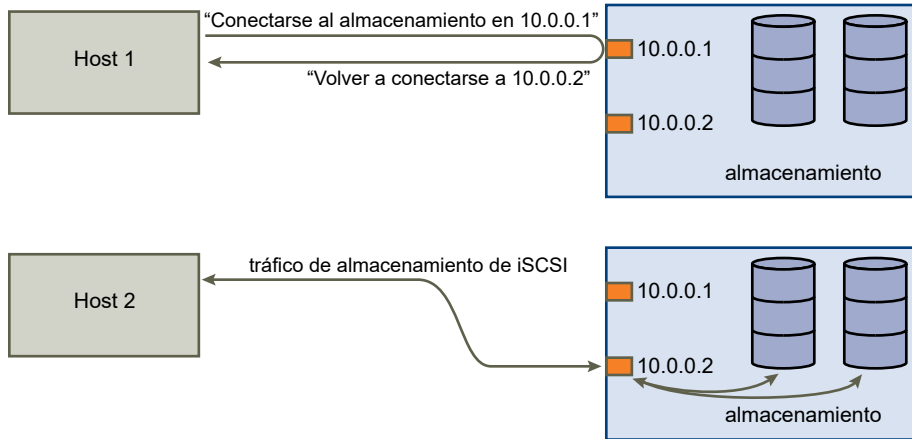 “Conectarse al almacenamiento en 10.0.0.1”
Host 1
10.0.0.1
“Volver a conectarse a 10.0.0.2”
10.0.0.2
almacenamiento
tráfico de almacenamiento de iSCSI
Host 2
10.0.0.1
10.0.0.2
almacenamiento